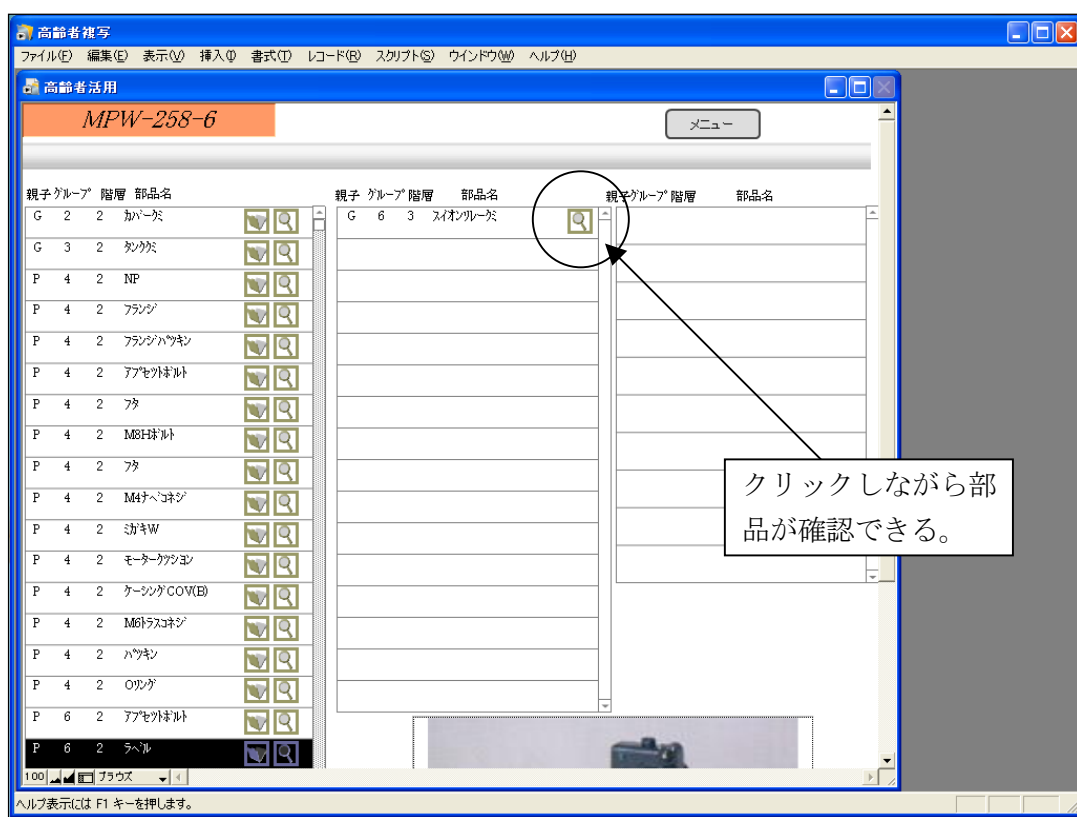 高齢者複写
ファイル(F) 編集(E) 表示(V) 挿入(I) 書式(T) レコード(R) スクリプト(S) ウインドウ(W) ヘルプ(H)
高齢者活用
MPW-258-6
メニュー
親子 グループ 階層 部品名
G 2 2 カバークミ
G 3 2 タンククミ
P 4 2 NP
P 4 2 フランジ
P 4 2 フランジパツキン
P 4 2 アプセツトボルト
P 4 2 フタ
P 4 2 M8Hボルト
P 4 2 フタ
P 4 2 M4ナベコネジ
P 4 2 ミガキW
P 4 2 モータークツシヨン
P 4 2 ケーシングCOV(B)
P 4 2 M6トラスコネジ
P 4 2 パツキン
P 4 2 Oリング
P 6 2 アプセツトボルト
P 6 2 ラベル
親子 グループ 階層 部品名
G 6 3 スイオンリレークミ
親子 グループ 階層 部品名
クリックしながら部
品が確認できる。
100 ブラウズ
ヘルプ表示には F1 キーを押します。